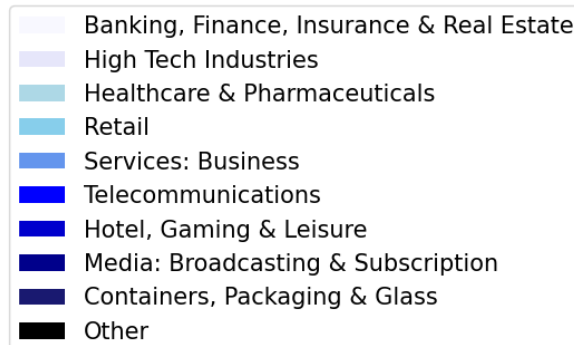 Banking, Finance, Insurance & Real Estate
High Tech Industries
Healthcare & Pharmaceuticals
Retail
Services: Business
Telecommunications
Hotel, Gaming & Leisure
Media: Broadcasting & Subscription
Containers, Packaging & Glass
Other